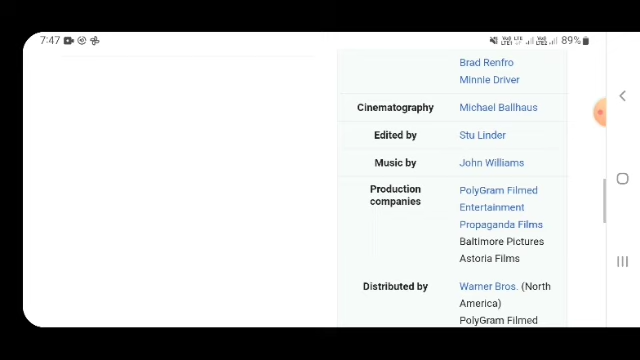 7:47
89%
Brad Renfro
Minnie Driver
Cinematography Michael Ballhaus
Edited by Stu Linder
Music by John Williams
Production companies PolyGram Filmed
Entertainment
Propaganda Films
Baltimore Pictures
Astoria Films
Distributed by Warner Bros. (North
America)
PolyGram Filmed